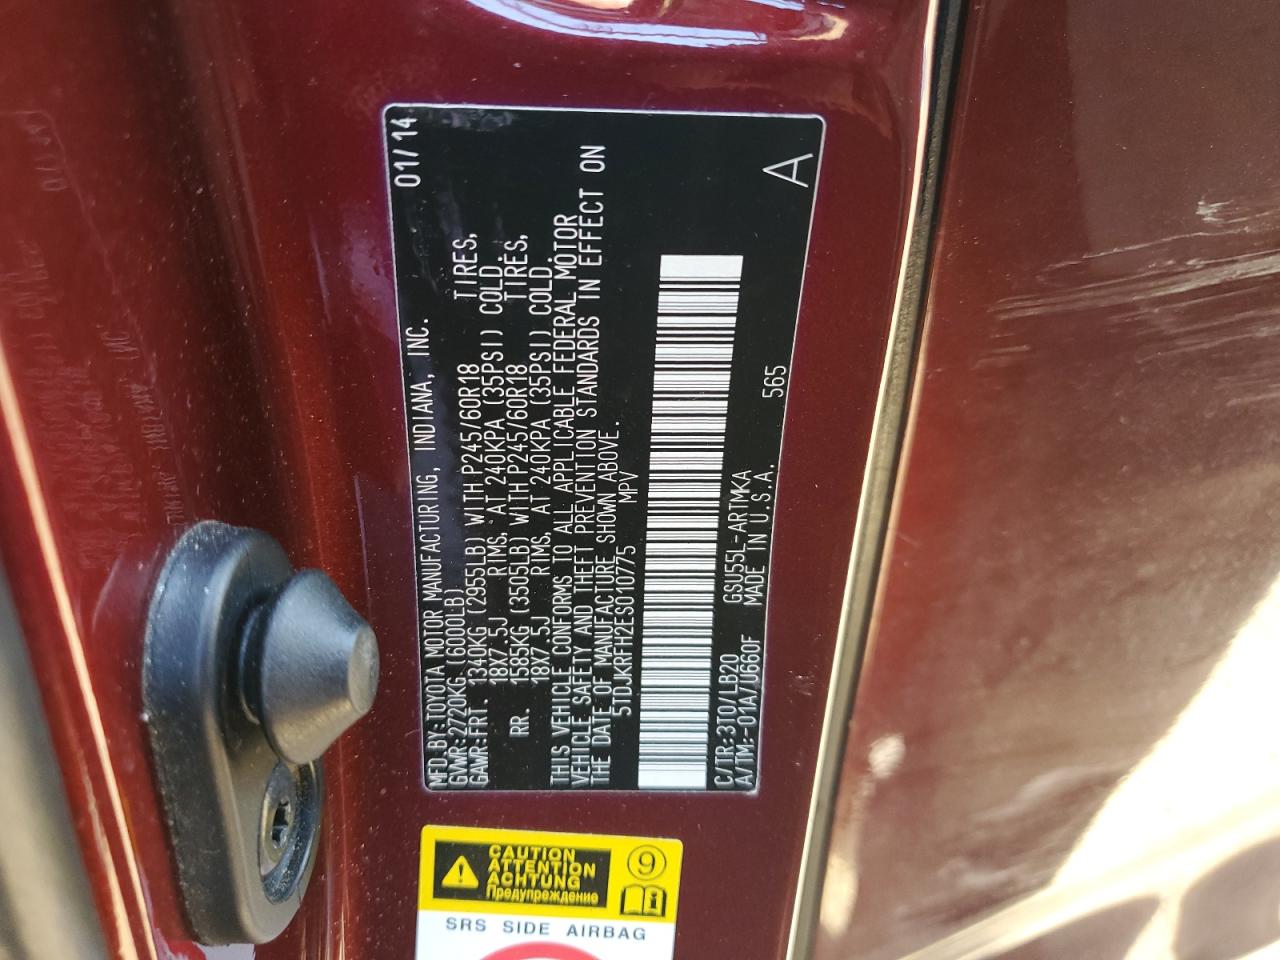 MFD. BY: TOYOTA MOTOR MANUFACTURING, INDIANA, INC. 01/14
GVWR: 2720KG (6000LB)
GAWR: FRT. 1340KG (2955LB) WITH P245/60R18 TIRES,
18X7.5J RIMS, AT 240KPA (35PSI) COLD.
RR. 1585KG (3505LB) WITH P245/60R18 TIRES,
18X7.5J RIMS, AT 240KPA (35PSI) COLD.
THIS VEHICLE CONFORMS TO ALL APPLICABLE FEDERAL MOTOR
VEHICLE SAFETY AND THEFT PREVENTION STANDARDS IN EFFECT ON
THE DATE OF MANUFACTURE SHOWN ABOVE.
5TDJKRFH2ES010775 MPV
C/TR: 3T0/LB20 GSU55L-ARTMKA 565
A/TM: -01A/U660F MADE IN U.S.A. A
CAUTION
ATTENTION
ACHTUNG
Предупреждение
9
SRS SIDE AIRBAG